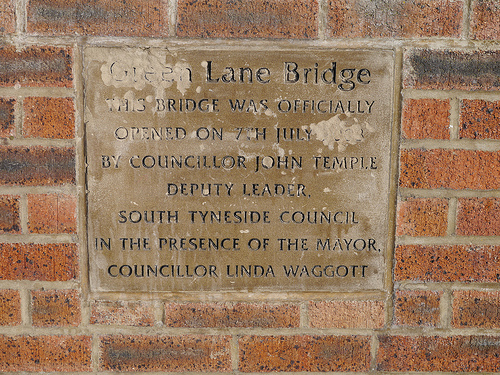 Green Lane Bridge
THIS BRIDGE WAS OFFICIALLY
OPENED ON 7TH JULY
BY COUNCILLOR JOHN TEMPLE
DEPUTY LEADER,
SOUTH TYNESIDE COUNCIL
IN THE PRESENCE OF THE MAYOR,
COUNCILLOR LINDA WAGGOTT